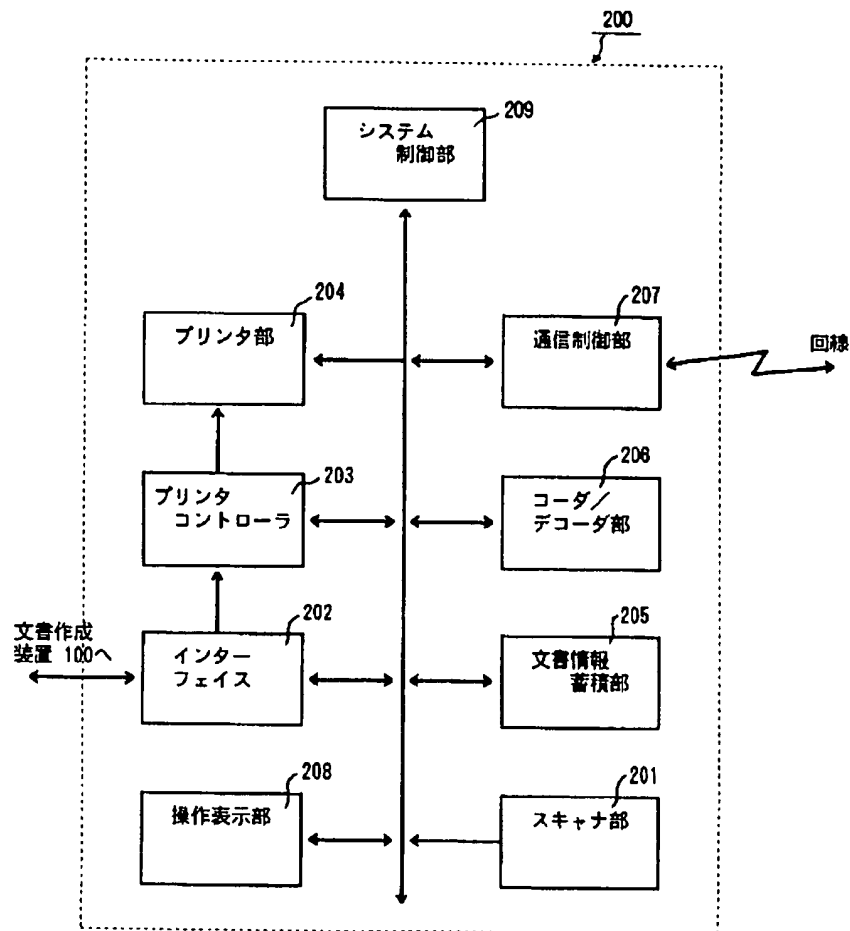 200
209
システム
制御部
204
プリンタ部
207
通信制御部
回線
203
プリンタ
コントローラ
206
コーダ/
デコーダ部
文書作成
装置 100へ
202
インター
フェイス
205
文書情報
蓄積部
208
操作表示部
201
スキャナ部